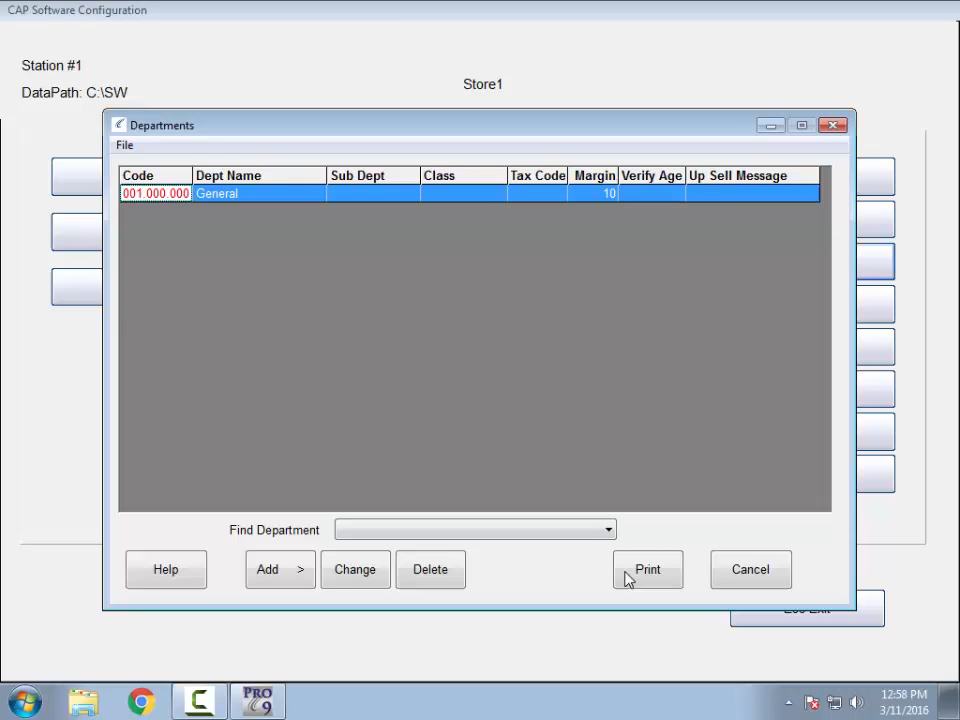 CAP Software Configuration
Station #1
DataPath: C:\SW
Store1
Departments
File
Code Dept Name Sub Dept Class Tax Code Margin Verify Age Up Sell Message
001.000.000 General 10
Find Department
Help Add > Change Delete Print Cancel
PRO
9
12:58 PM
3/11/2016